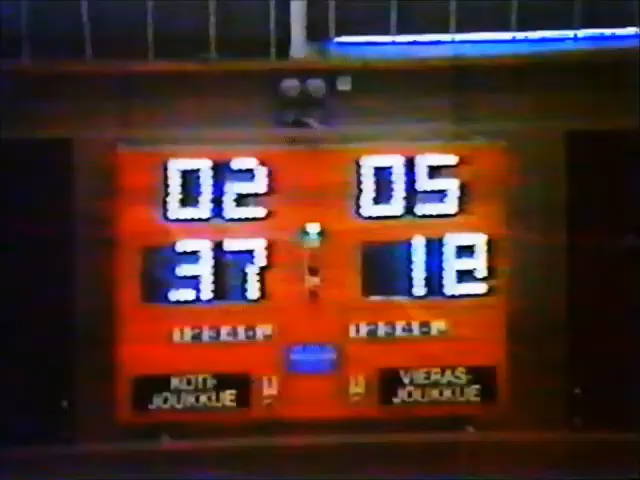 02 05
37 18
KOTI-
JOUKKUE
VIERAS-
JOUKKUE